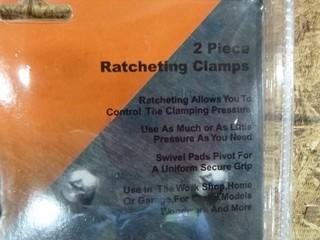 2 Piece
Ratcheting Clamps
Ratcheting Allows You To
Control The Clamping Pressure
Use As Much or As Little
Pressure As You Need
Swivel Pads Pivot For
A Uniform Secure Grip
Use in The Work Shop,Home
Or Garage,For Models
And More